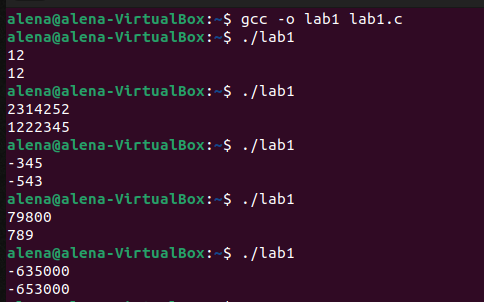 alena@alena-VirtualBox:~$ gcc -o lab1 lab1.c
alena@alena-VirtualBox:~$ ./lab1
12
12
alena@alena-VirtualBox:~$ ./lab1
2314252
1222345
alena@alena-VirtualBox:~$ ./lab1
-345
-543
alena@alena-VirtualBox:~$ ./lab1
79800
789
alena@alena-VirtualBox:~$ ./lab1
-635000
-653000